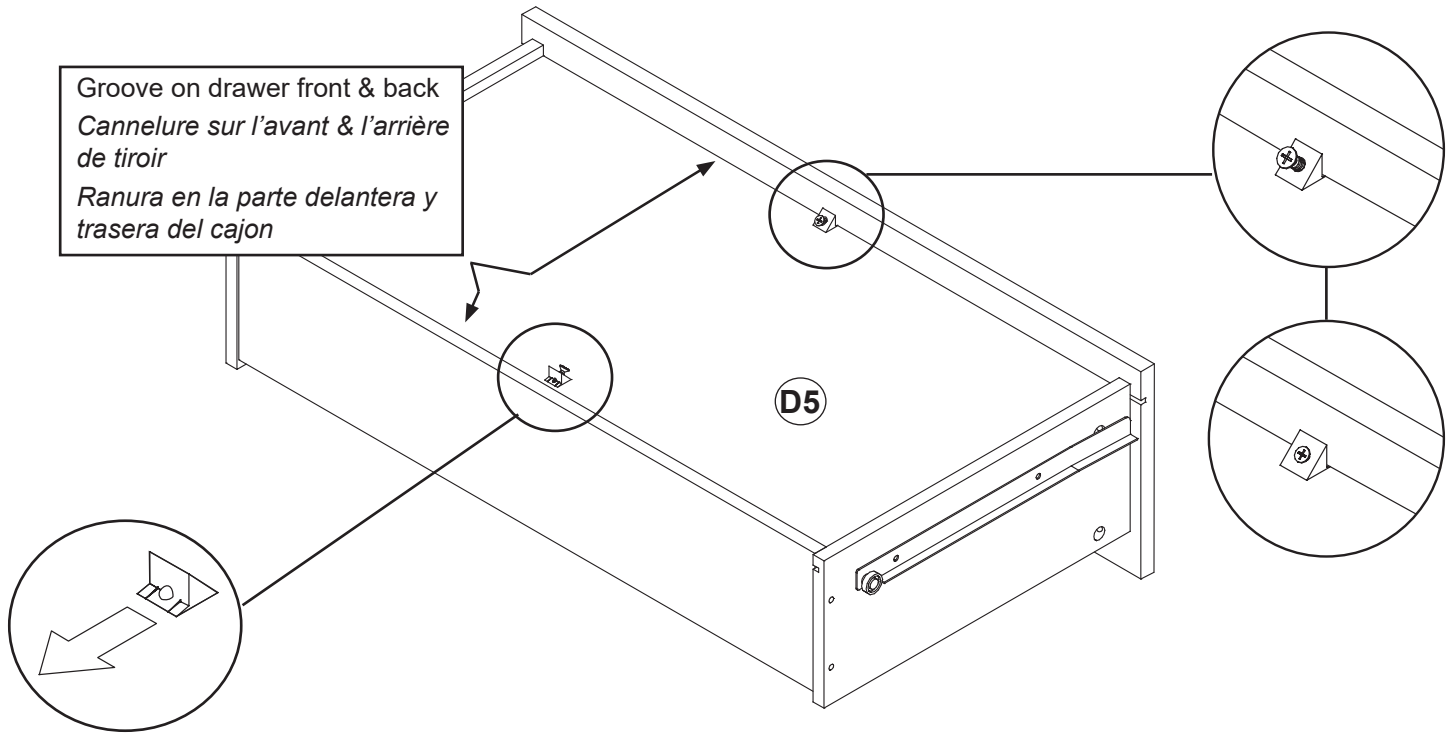 Groove on drawer front & back
Cannelure sur l’avant & l’arrière
de tiroir
Ranura en la parte delantera y
trasera del cajon
D5